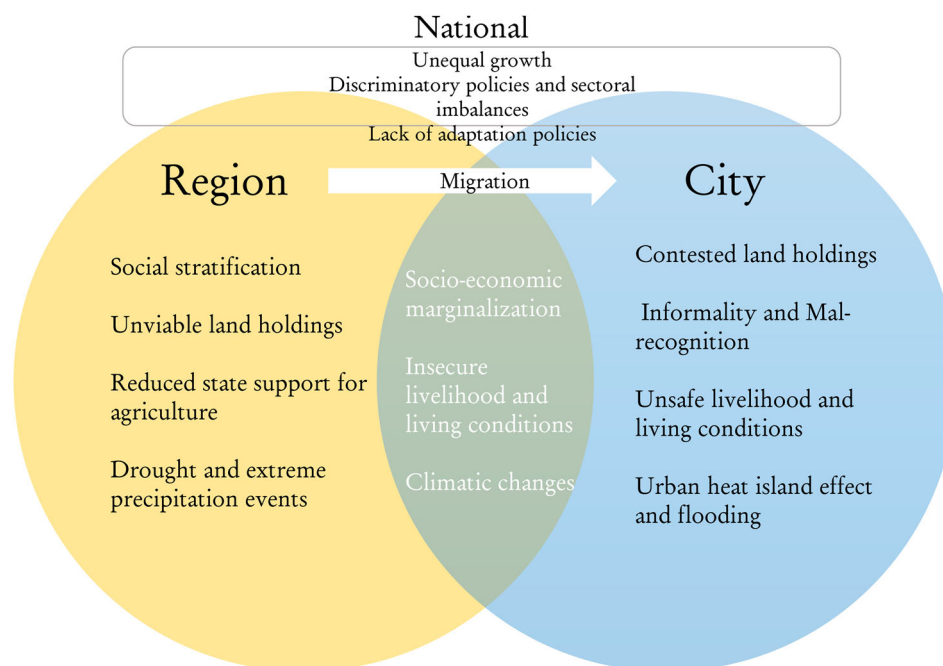 National
Unequal growth
Discriminatory policies and sectoral
imbalances
Lack of adaptation policies
Region
Migration
City
Social stratification
Unviable land holdings
Reduced state support for
agriculture
Drought and extreme
precipitation events
Socio-economic
marginalization
Insecure
livelihood and
living conditions
Climatic changes
Contested land holdings
Informality and Mal-
recognition
Unsafe livelihood and
living conditions
Urban heat island effect
and flooding